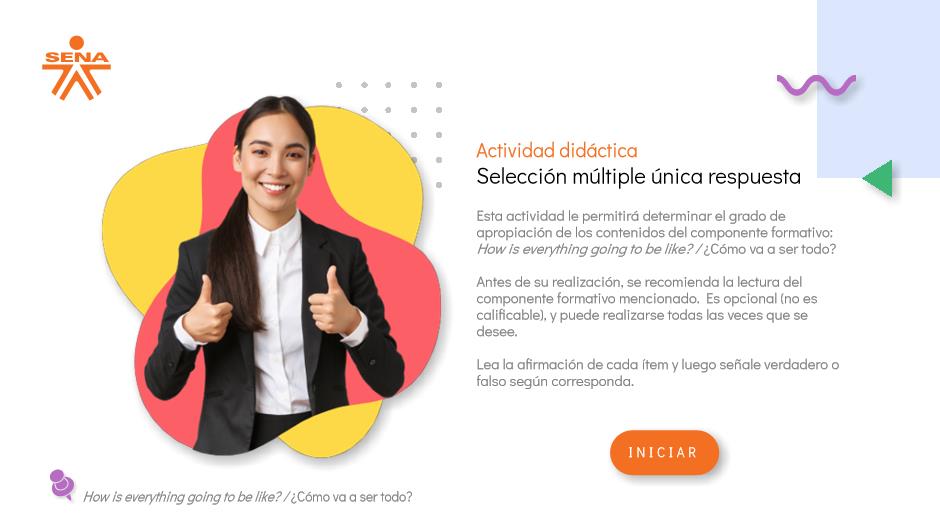 SENA
Actividad didáctica
Selección múltiple única respuesta
Esta actividad le permitirá determinar el grado de
apropiación de los contenidos del componente formativo:
How is everything going to be like? / ¿Cómo va a ser todo?
Antes de su realización, se recomienda la lectura del
componente formativo mencionado. Es opcional (no es
calificable), y puede realizarse todas las veces que se
desee.
Lea la afirmación de cada ítem y luego señale verdadero o
falso según corresponda.
INICIAR
How is everything going to be like? / ¿Cómo va a ser todo?